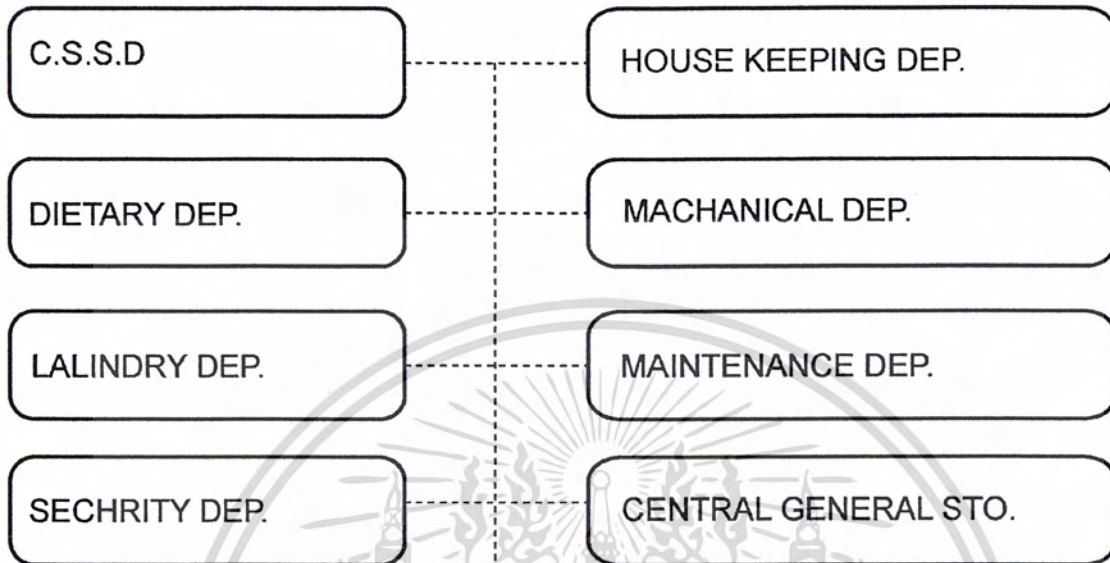 C.S.S.D
HOUSE KEEPING DEP.
DIETARY DEP.
MACHANICAL DEP.
LALINDRY DEP.
MAINTENANCE DEP.
SECHRITY DEP.
CENTRAL GENERAL STO.